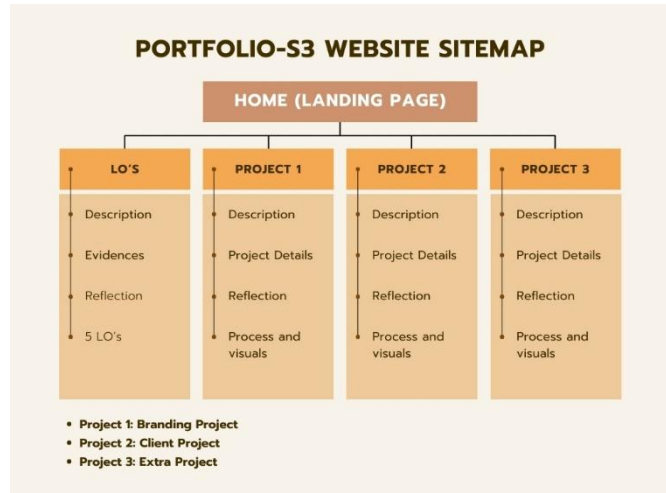 PORTFOLIO-S3 WEBSITE SITEMAP
HOME (LANDING PAGE)
LO'S
Description
Evidences
Reflection
5 LO's
PROJECT 1
Description
Project Details
Reflection
Process and
visuals
PROJECT 2
Description
Project Details
Reflection
Process and
visuals
PROJECT 3
Description
Project Details
Reflection
Process and
visuals
• Project 1: Branding Project
• Project 2: Client Project
• Project 3: Extra Project